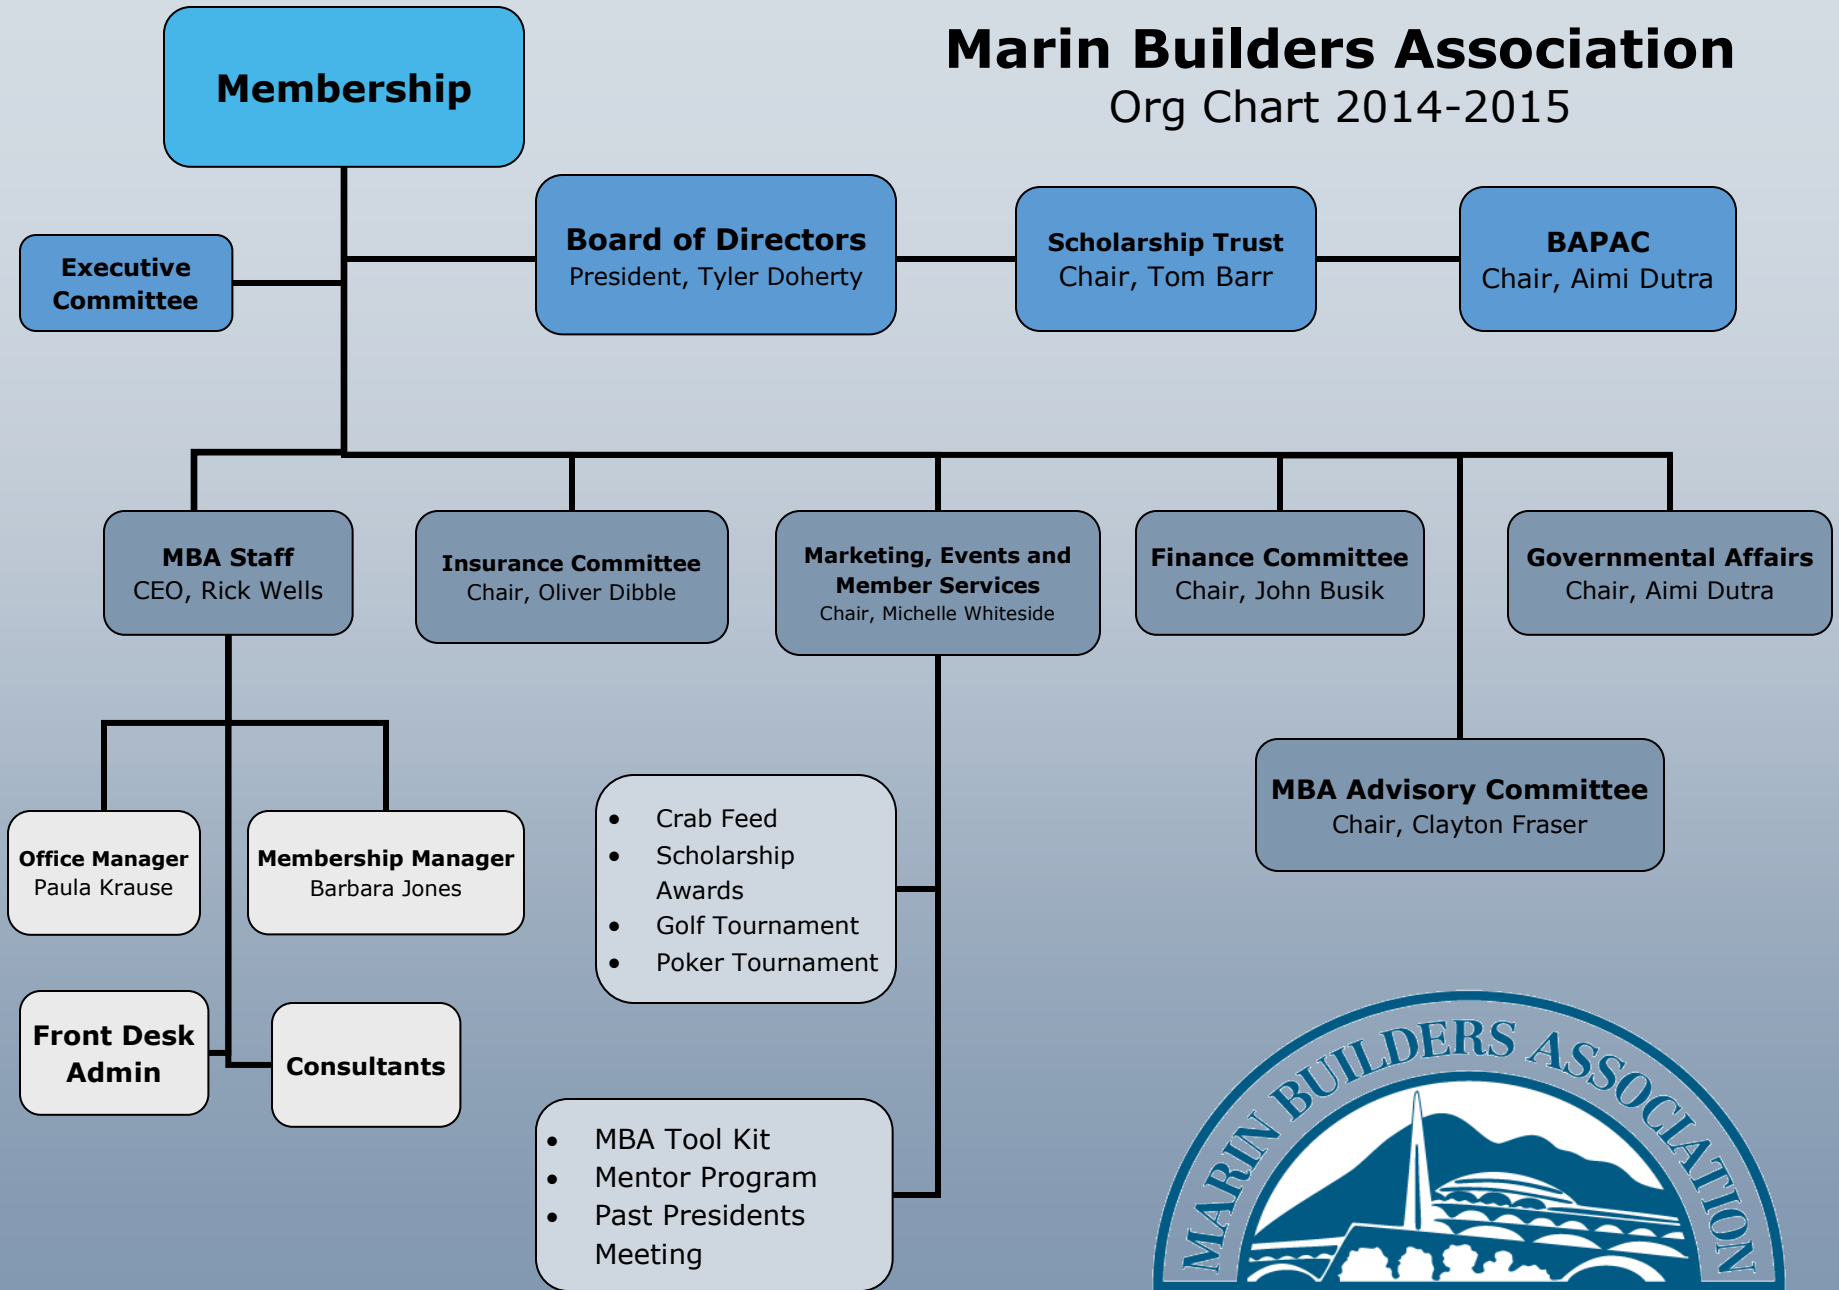 Membership
Marin Builders Association
Org Chart 2014-2015
Executive
Committee
Board of Directors
President, Tyler Doherty
Scholarship Trust
Chair, Tom Barr
BAPAC
Chair, Aimi Dutra
MBA Staff
CEO, Rick Wells
Insurance Committee
Chair, Oliver Dibble
Marketing, Events and
Member Services
Chair, Michelle Whiteside
Finance Committee
Chair, John Busik
Governmental Affairs
Chair, Aimi Dutra
MBA Advisory Committee
Chair, Clayton Fraser
Office Manager
Paula Krause
Membership Manager
Barbara Jones
Front Desk
Admin
Consultants
• Crab Feed
• Scholarship
Awards
• Golf Tournament
• Poker Tournament
• MBA Tool Kit
• Mentor Program
• Past Presidents
Meeting
MARIN BUILDERS ASSOCIATION